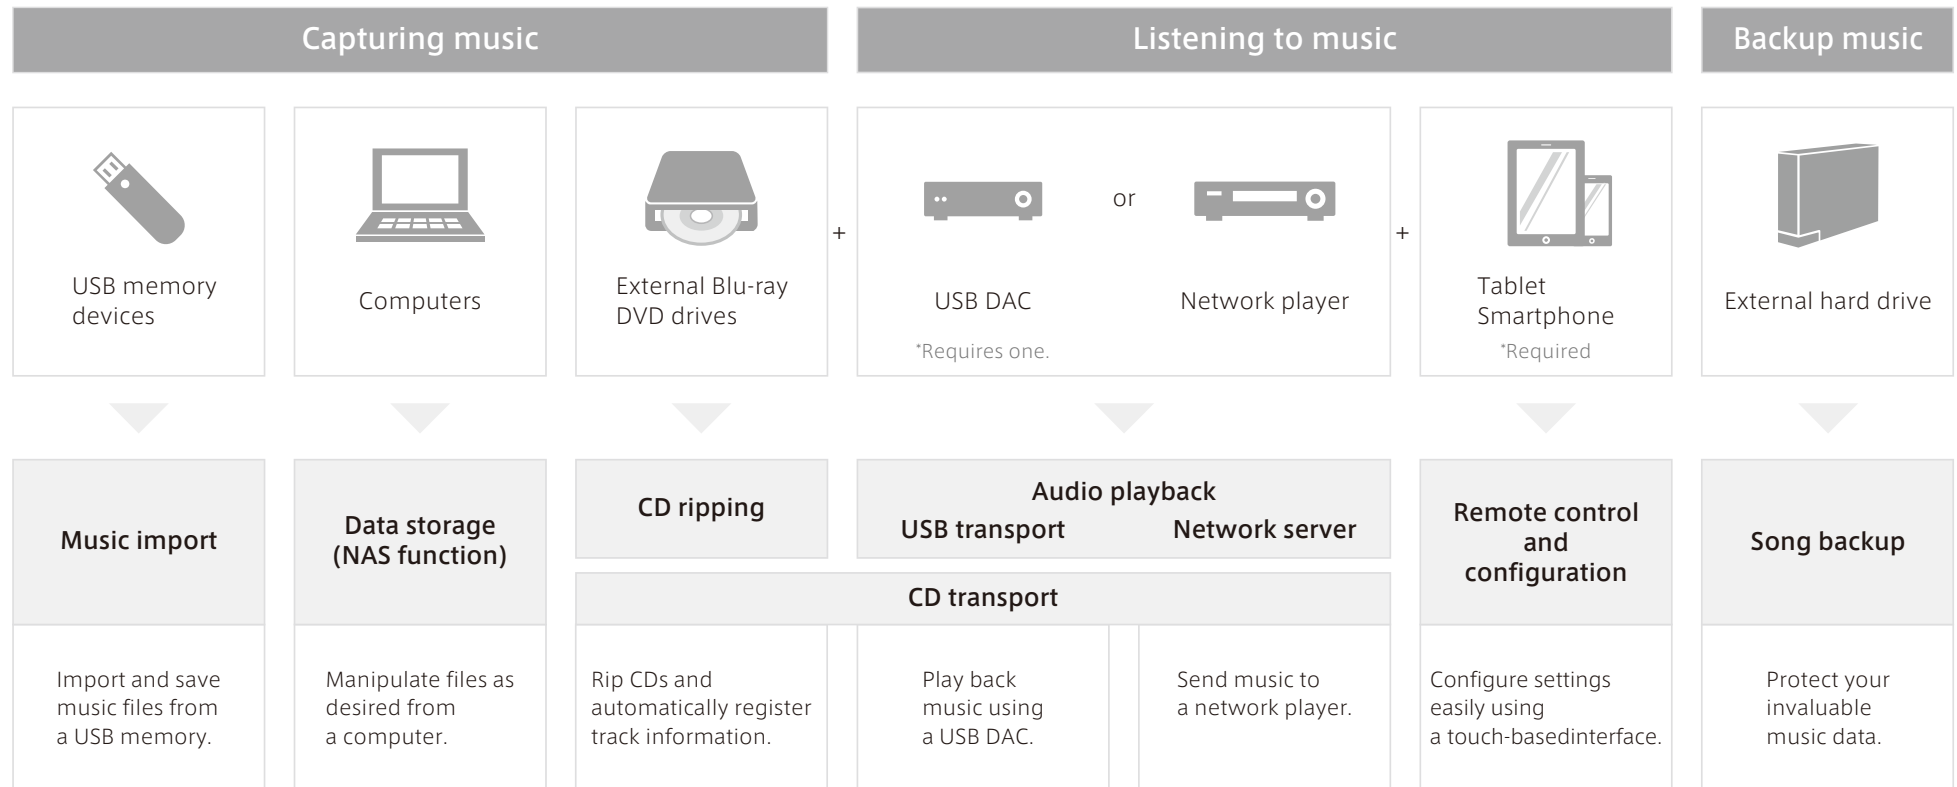 Capturing music
Listening to music
Backup music
USB memory
devices
Computers
External Blu-ray
DVD drives
+
USB DAC
*Requires one.
or
Network player
+
Tablet
Smartphone
*Required
External hard drive
Music import
Data storage
(NAS function)
CD ripping
Audio playback
USB transport
Network server
CD transport
Remote control
and
configuration
Song backup
Import and save
music files from
a USB memory.
Manipulate files as
desired from
a computer.
Rip CDs and
automatically register
track information.
Play back
music using
a USB DAC.
Send music to
a network player.
Configure settings
easily using
a touch-basedinterface.
Protect your
invaluable
music data.